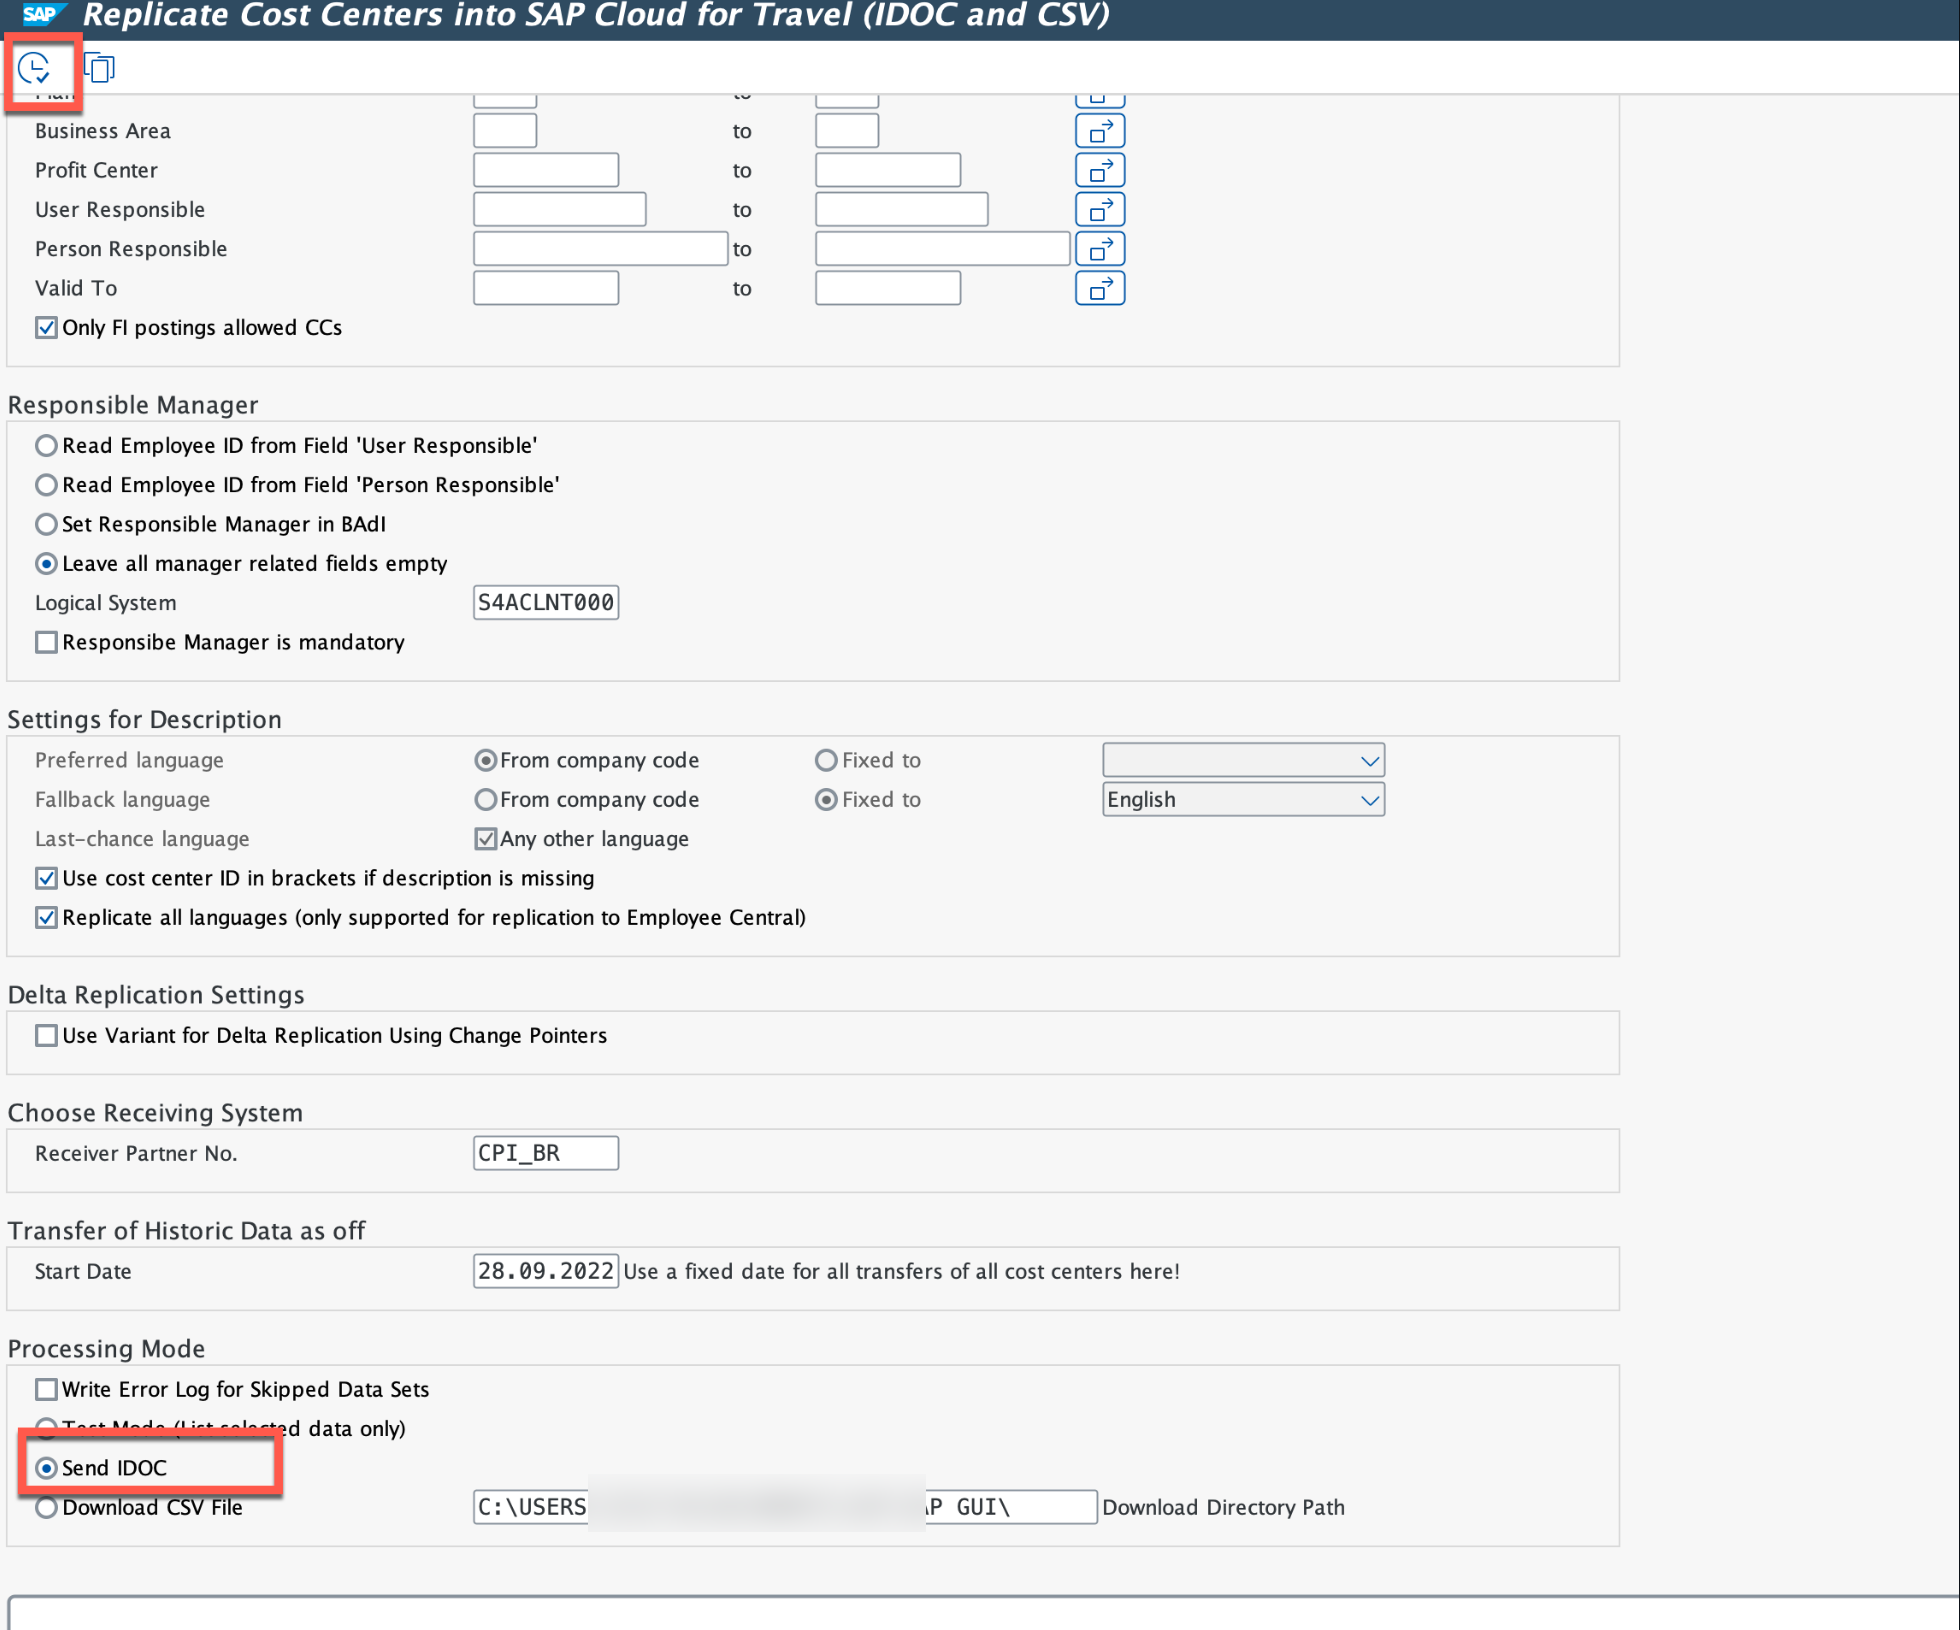 SAP Replicate Cost Centers into SAP Cloud for Travel (IDOC and CSV)
Business Area to
Profit Center to
User Responsible to
Person Responsible to
Valid To to
Only FI postings allowed CCs
Responsible Manager
Read Employee ID from Field 'User Responsible'
Read Employee ID from Field 'Person Responsible'
Set Responsible Manager in BAdI
Leave all manager related fields empty
Logical System S4ACLNT000
Responsibe Manager is mandatory
Settings for Description
Preferred language From company code Fixed to
Fallback language From company code Fixed to English
Last-chance language Any other language
Use cost center ID in brackets if description is missing
Replicate all languages (only supported for replication to Employee Central)
Delta Replication Settings
Use Variant for Delta Replication Using Change Pointers
Choose Receiving System
Receiver Partner No. CPI_BR
Transfer of Historic Data as off
Start Date 28.09.2022 Use a fixed date for all transfers of all cost centers here!
Processing Mode
Write Error Log for Skipped Data Sets
Test Mode (List selected data only)
Send IDOC
Download CSV File C:\USERS GUI\ Download Directory Path